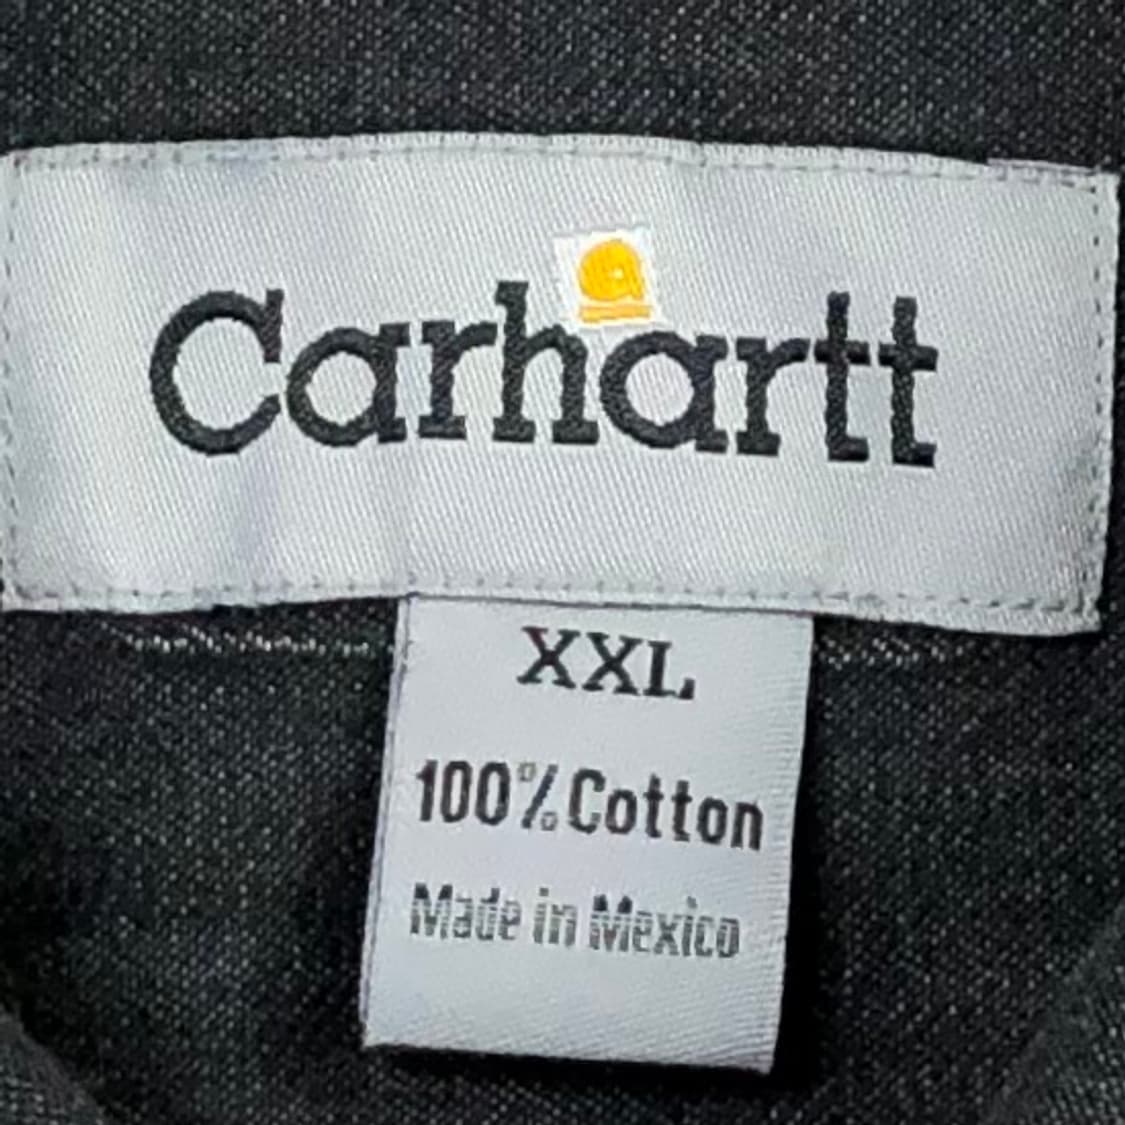 Carhartt
XXL
100% Cotton
Made in Mexico